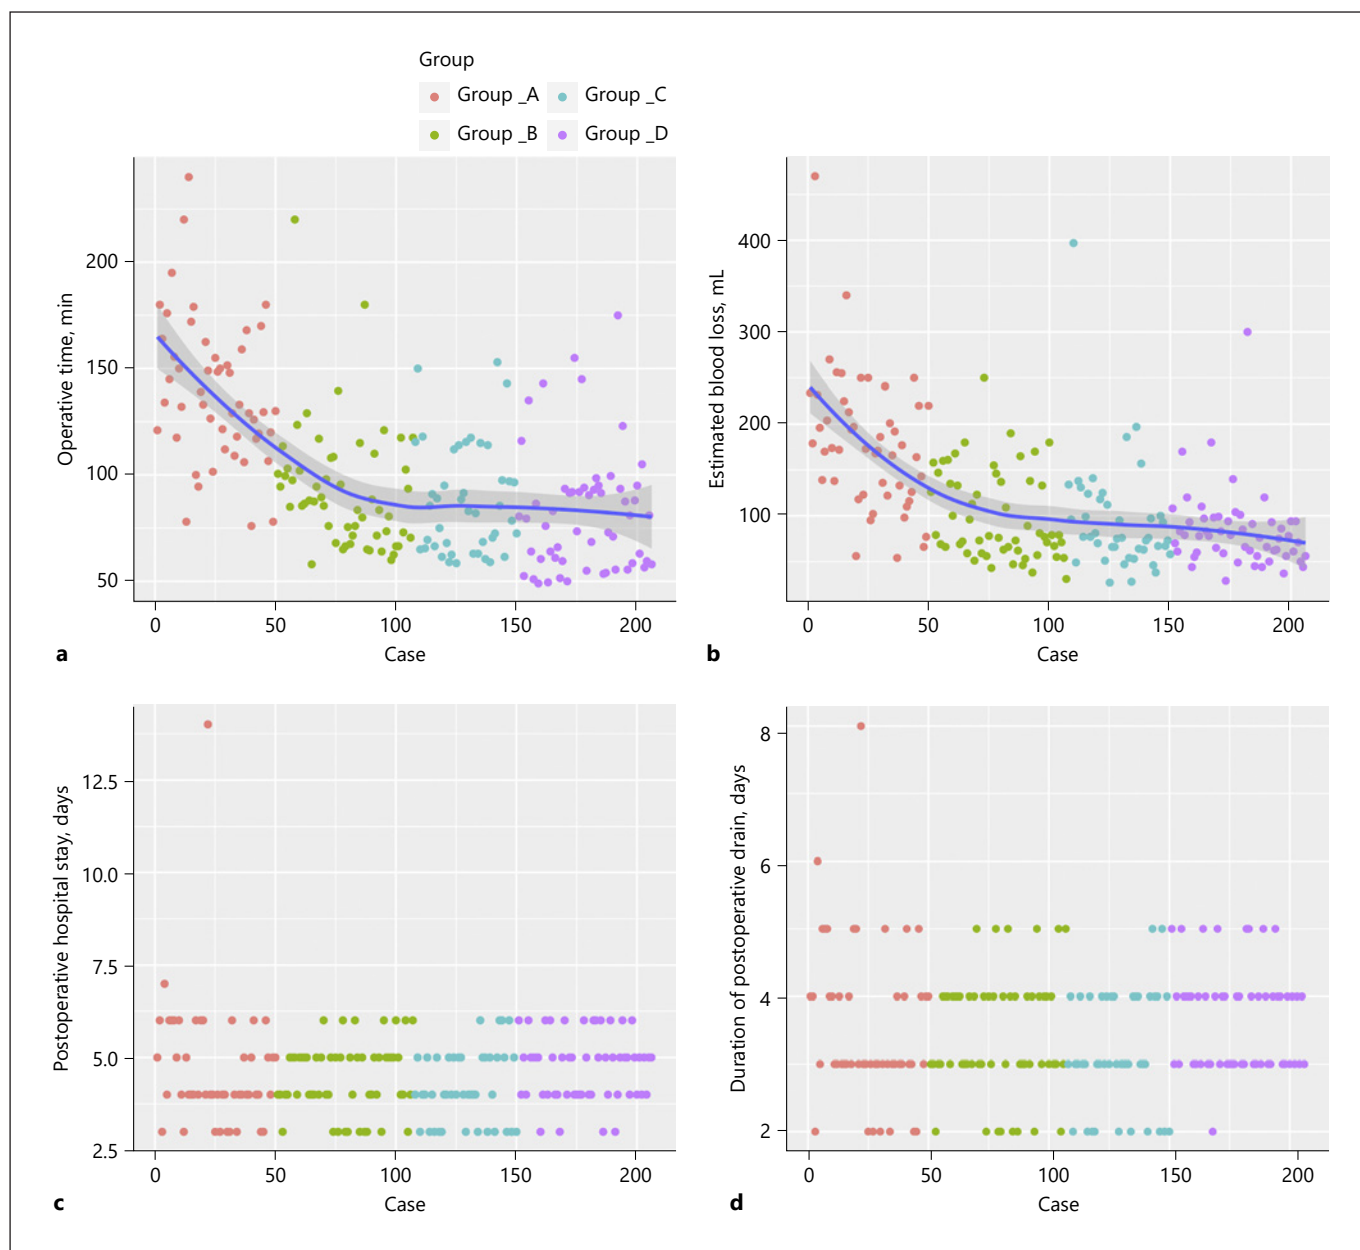 Group
Group _A
Group _C
Group _B
Group _D
Operative time, min
200
150
100
50
0
50
100
150
200
Case
a
Estimated blood loss, mL
400
300
200
100
0
50
100
150
200
Case
b
Postoperative hospital stay, days
12.5
10.0
7.5
5.0
2.5
0
50
100
150
200
Case
c
Duration of postoperative drain, days
8
6
4
2
0
50
100
150
200
Case
d